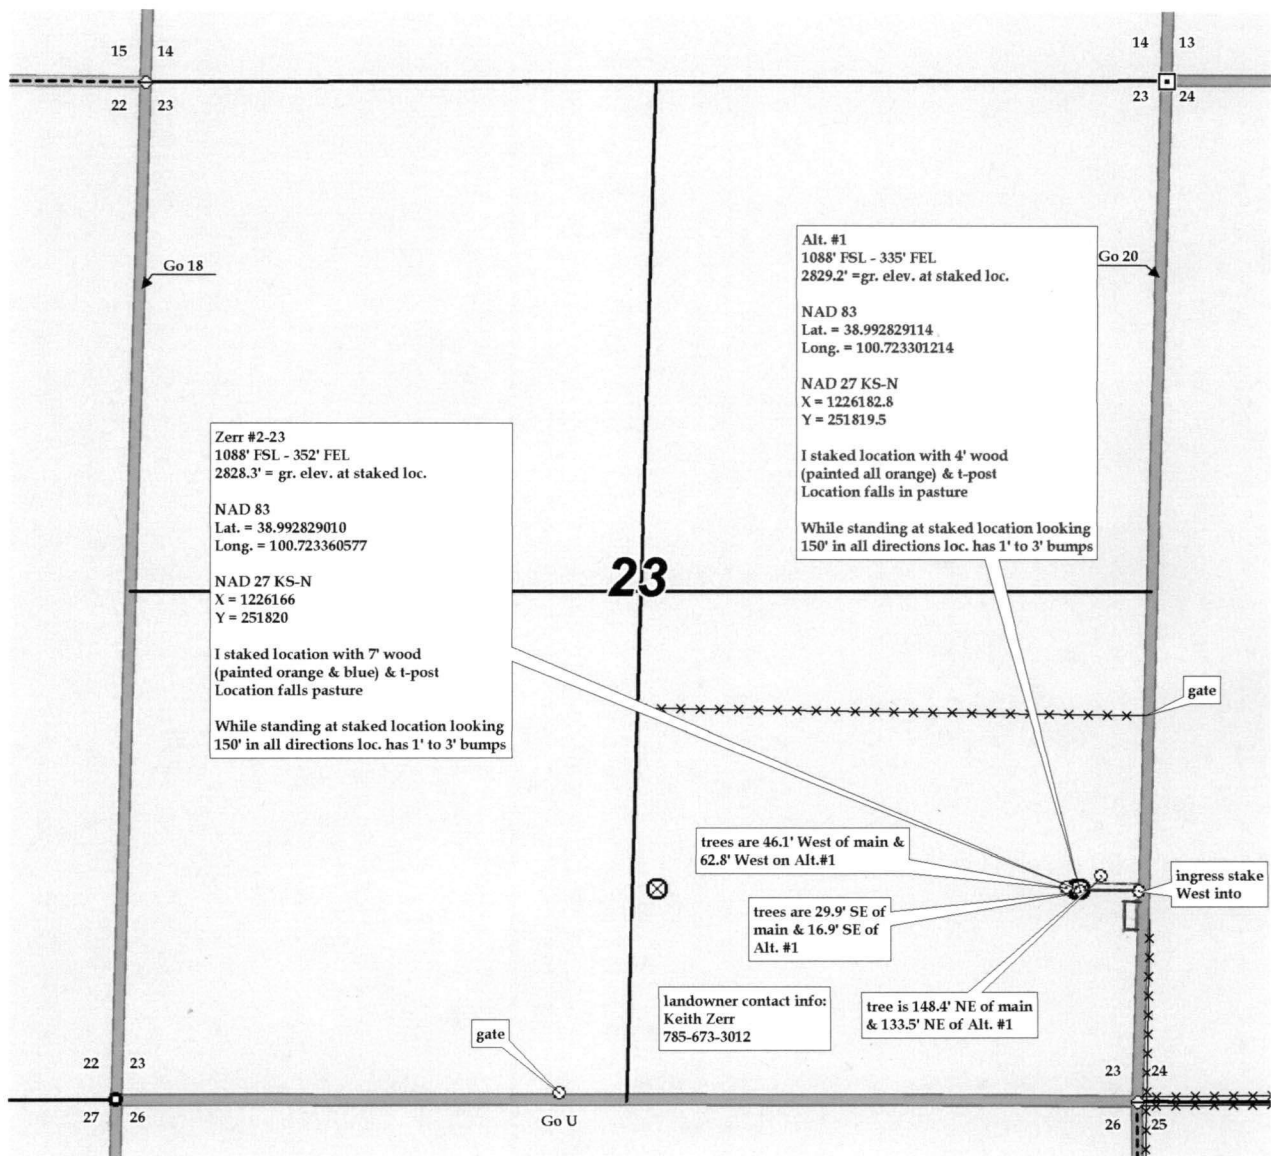 15 14
14 13
22 23
23 24
Go 18
Alt. #1
1088' FSL - 335' FEL
2829.2' =gr. elev. at staked loc.
NAD 83
Lat. = 38.992829114
Long. = 100.723301214
NAD 27 KS-N
X = 1226182.8
Y = 251819.5
I staked location with 4' wood
(painted all orange) & t-post
Location falls in pasture
While standing at staked location looking
150' in all directions loc. has 1' to 3' bumps
Go 20
Zerr #2-23
1088' FSL - 352' FEL
2828.3' = gr. elev. at staked loc.
NAD 83
Lat. = 38.992829010
Long. = 100.723360577
NAD 27 KS-N
X = 1226166
Y = 251820
I staked location with 7' wood
(painted orange & blue) & t-post
Location falls pasture
While standing at staked location looking
150' in all directions loc. has 1' to 3' bumps
23
gate
trees are 46.1' West of main &
62.8' West on Alt.#1
ingress stake
West into
trees are 29.9' SE of
main & 16.9' SE of
Alt. #1
landowner contact info:
Keith Zerr
785-673-3012
tree is 148.4' NE of main
& 133.5' NE of Alt. #1
gate
22 23
23 24
27 26
Go U
26 25